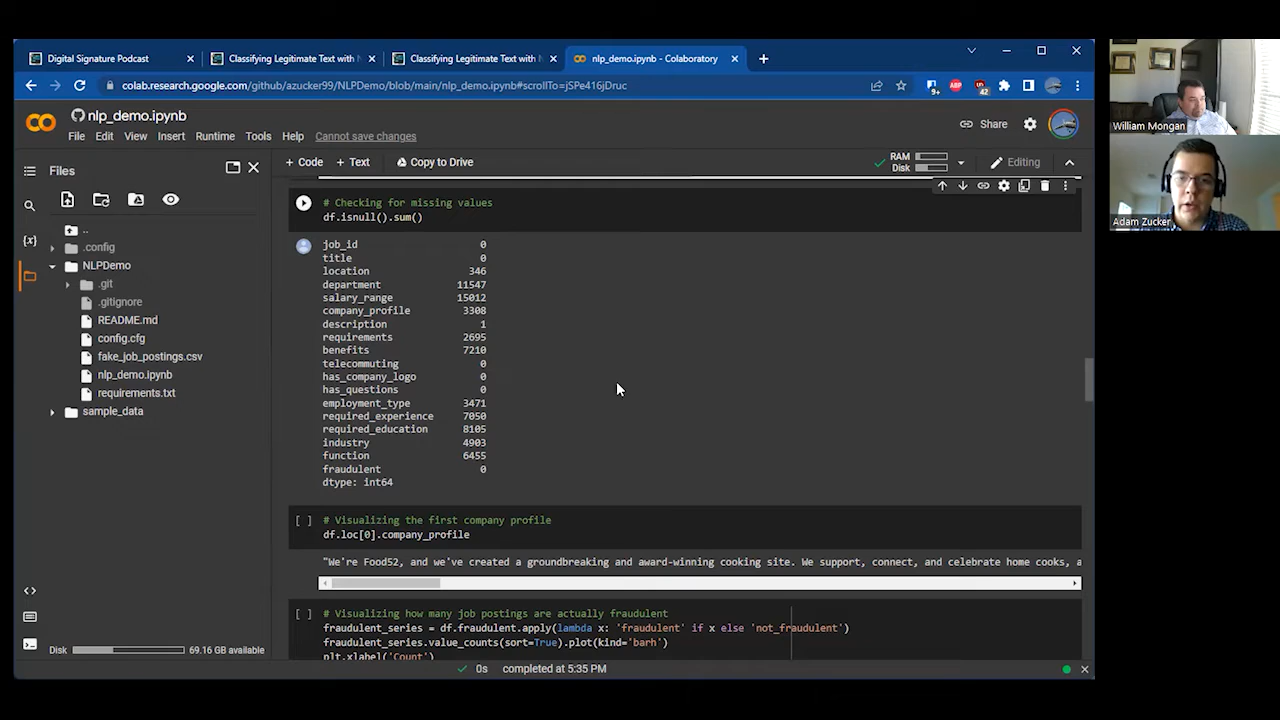 Digital Signature Podcast
Classifying Legitimate Text with N
Classifying Legitimate Text with N
nlp_demo.ipynb - Colaboratory
colab.research.google.com/github/azucker99/NLPDemo/blob/main/nlp_demo.ipynb#scrollTo=jSPe416jDruc
9+
ABP
42
nlp_demo.ipynb
File Edit View Insert Runtime Tools Help Cannot save changes
Share
Files
+ Code + Text Copy to Drive
RAM
Disk
Editing
..
.config
NLPDemo
.git
.gitignore
README.md
config.cfg
fake_job_postings.csv
nlp_demo.ipynb
requirements.txt
sample_data
Disk 69.16 GB available
# Checking for missing values
df.isnull().sum()
job_id 0
title 0
location 346
department 11547
salary_range 15012
company_profile 3308
description 1
requirements 2695
benefits 7210
telecommuting 0
has_company_logo 0
has_questions 0
employment_type 3471
required_experience 7050
required_education 8105
industry 4903
function 6455
fraudulent 0
dtype: int64
[ ] # Visualizing the first company profile
df.loc[0].company_profile
"We're Food52, and we've created a groundbreaking and award-winning cooking site. We support, connect, and celebrate home cooks, a
[ ] # Visualizing how many job postings are actually fraudulent
fraudulent_series = df.fraudulent.apply(lambda x: 'fraudulent' if x else 'not_fraudulent')
fraudulent_series.value_counts(sort=True).plot(kind='barh')
plt.xlabel('Count')
0s completed at 5:35 PM
William Mongan
Adam Zucker